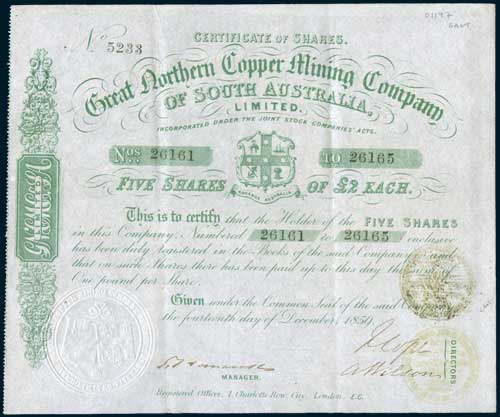 CERTIFICATE OF SHARES.
No 5233
Great Northern Copper Mining Company
OF SOUTH AUSTRALIA,
LIMITED.
INCORPORATED UNDER THE JOINT STOCK COMPANIES' ACTS.
Nos. 26161 TO 26165
ADVANCE AUSTRALIA
FIVE SHARES OF £2 EACH.
This is to certify that the Holder of the FIVE SHARES
in this Company, Numbered 26161 to 26165 inclusive
has been duly registered in the Books of the said Company and
that on such Shares there has been paid up to this day the sum of
One pound per Share.
Given under the Common Seal of the said Company
the fourteenth day of December, 1859.
MANAGER.
DIRECTORS.
Registered Offices, 1, Charlotte Row, City, London, E.C.
LIMITED